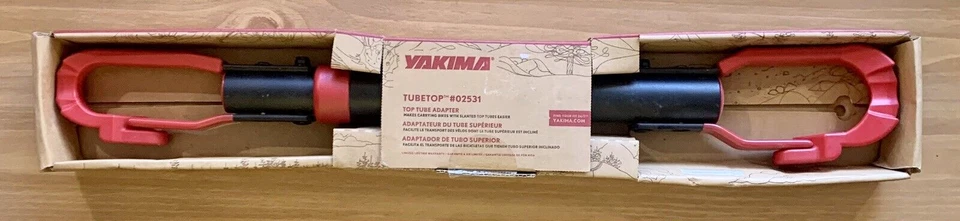 YAKIMA
TUBETOP™ #02531
TOP TUBE ADAPTER
MAKES CARRYING BIKES WITH SLANTED TOP TUBES EASIER
ADAPTATEUR DU TUBE SUPÉRIEUR
FACILITE LE TRANSPORT DES VÉLOS DONT LE TUBE SUPÉRIEUR EST INCLINÉ
ADAPTADOR DE TUBO SUPERIOR
FACILITA EL TRANSPORTE DE LAS BICICLETAS QUE TIENEN TUBO SUPERIOR INCLINADO
YAKIMA.COM